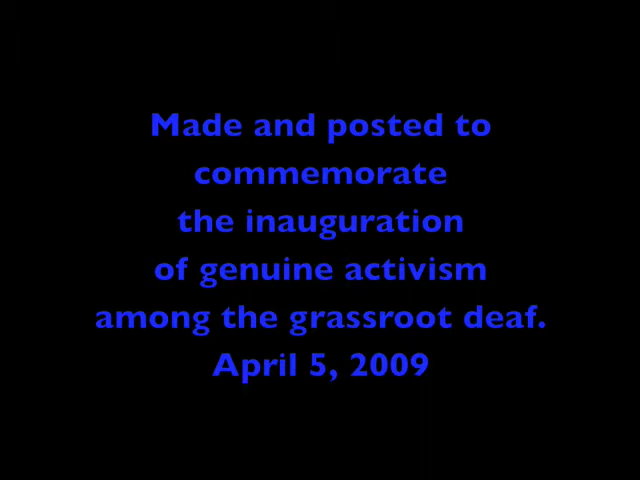 Made and posted to
commemorate
the inauguration
of genuine activism
among the grassroot deaf.
April 5, 2009